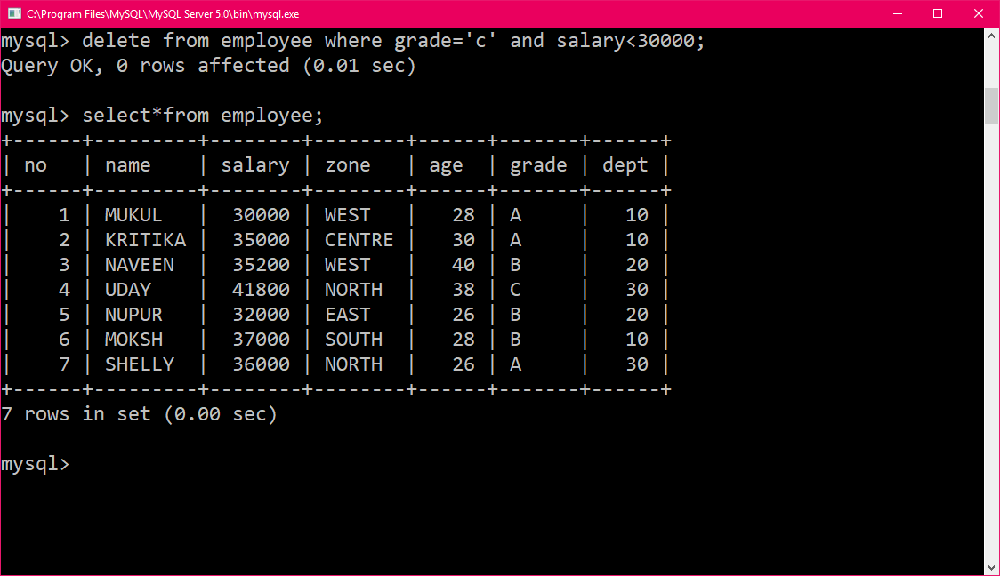 C:\Program Files\MySQL\MySQL Server 5.0\bin\mysql.exe
mysql> delete from employee where grade='c' and salary<30000;
Query OK, 0 rows affected (0.01 sec)
mysql> select*from employee;
+------+---------+--------+--------+------+-------+------+
| no   | name    | salary | zone   | age  | grade | dept |
+------+---------+--------+--------+------+-------+------+
|    1 | MUKUL   |  30000 | WEST   |   28 | A     |   10 |
|    2 | KRITIKA |  35000 | CENTRE |   30 | A     |   10 |
|    3 | NAVEEN  |  35200 | WEST   |   40 | B     |   20 |
|    4 | UDAY    |  41800 | NORTH  |   38 | C     |   30 |
|    5 | NUPUR   |  32000 | EAST   |   26 | B     |   20 |
|    6 | MOKSH   |  37000 | SOUTH  |   28 | B     |   10 |
|    7 | SHELLY  |  36000 | NORTH  |   26 | A     |   30 |
+------+---------+--------+--------+------+-------+------+
7 rows in set (0.00 sec)
mysql>